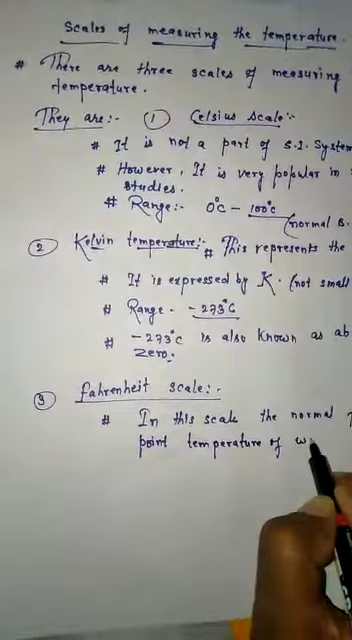 Scales of measuring the temperature.
# There are three scales of measuring
temperature.
They are:- ① Celsius Scale:-
# It is not a part of S.I. System
# However, It is very popular in
studies.
# Range:- 0°C - 100°C
(normal B.
② Kelvin temperature:- # This represents the
# It is expressed by K. (not small
# Range - -273°C
# -273°C is also known as ab
Zero.
③ Fahrenheit scale:-
# In this scale the normal
point temperature of w